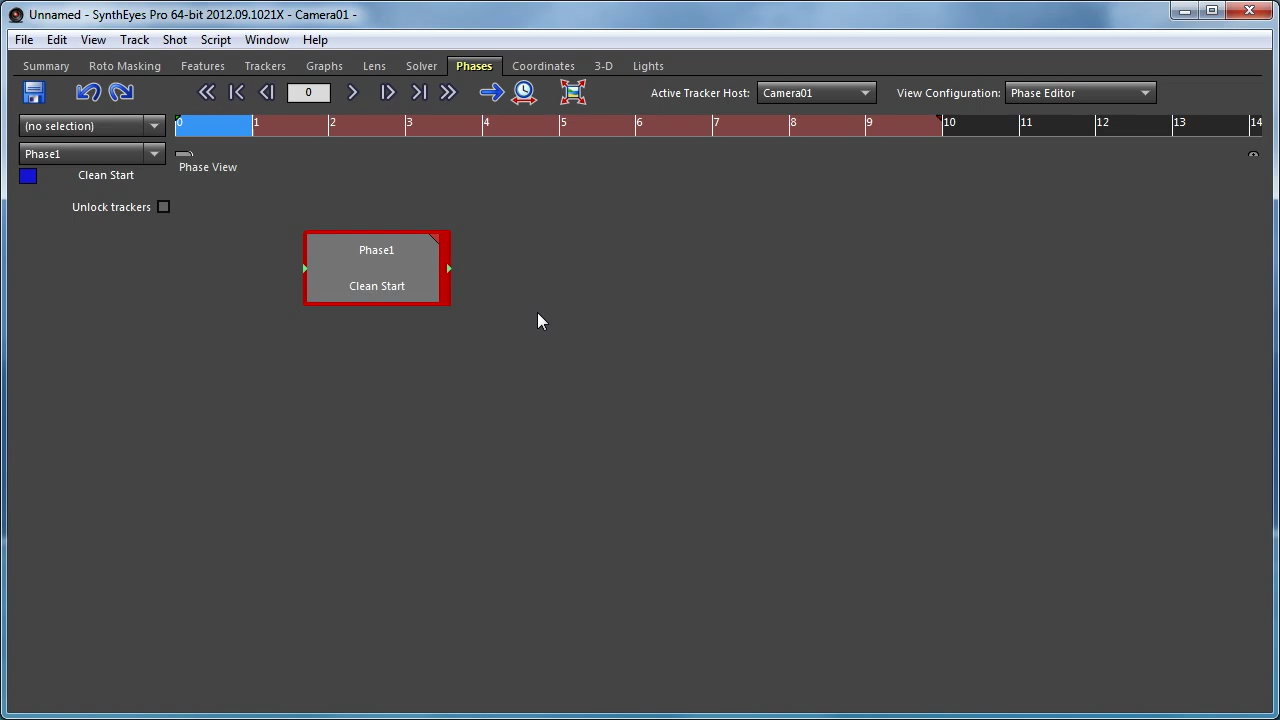 Unnamed - SynthEyes Pro 64-bit 2012.09.1021X - Camera01 -
File Edit View Track Shot Script Window Help
Summary Roto Masking Features Trackers Graphs Lens Solver Phases Coordinates 3-D Lights
0 Active Tracker Host: Camera01 View Configuration: Phase Editor
(no selection) 0 1 2 3 4 5 6 7 8 9 10 11 12 13 14
Phase1
Phase View
Clean Start
Unlock trackers
Phase1
Clean Start